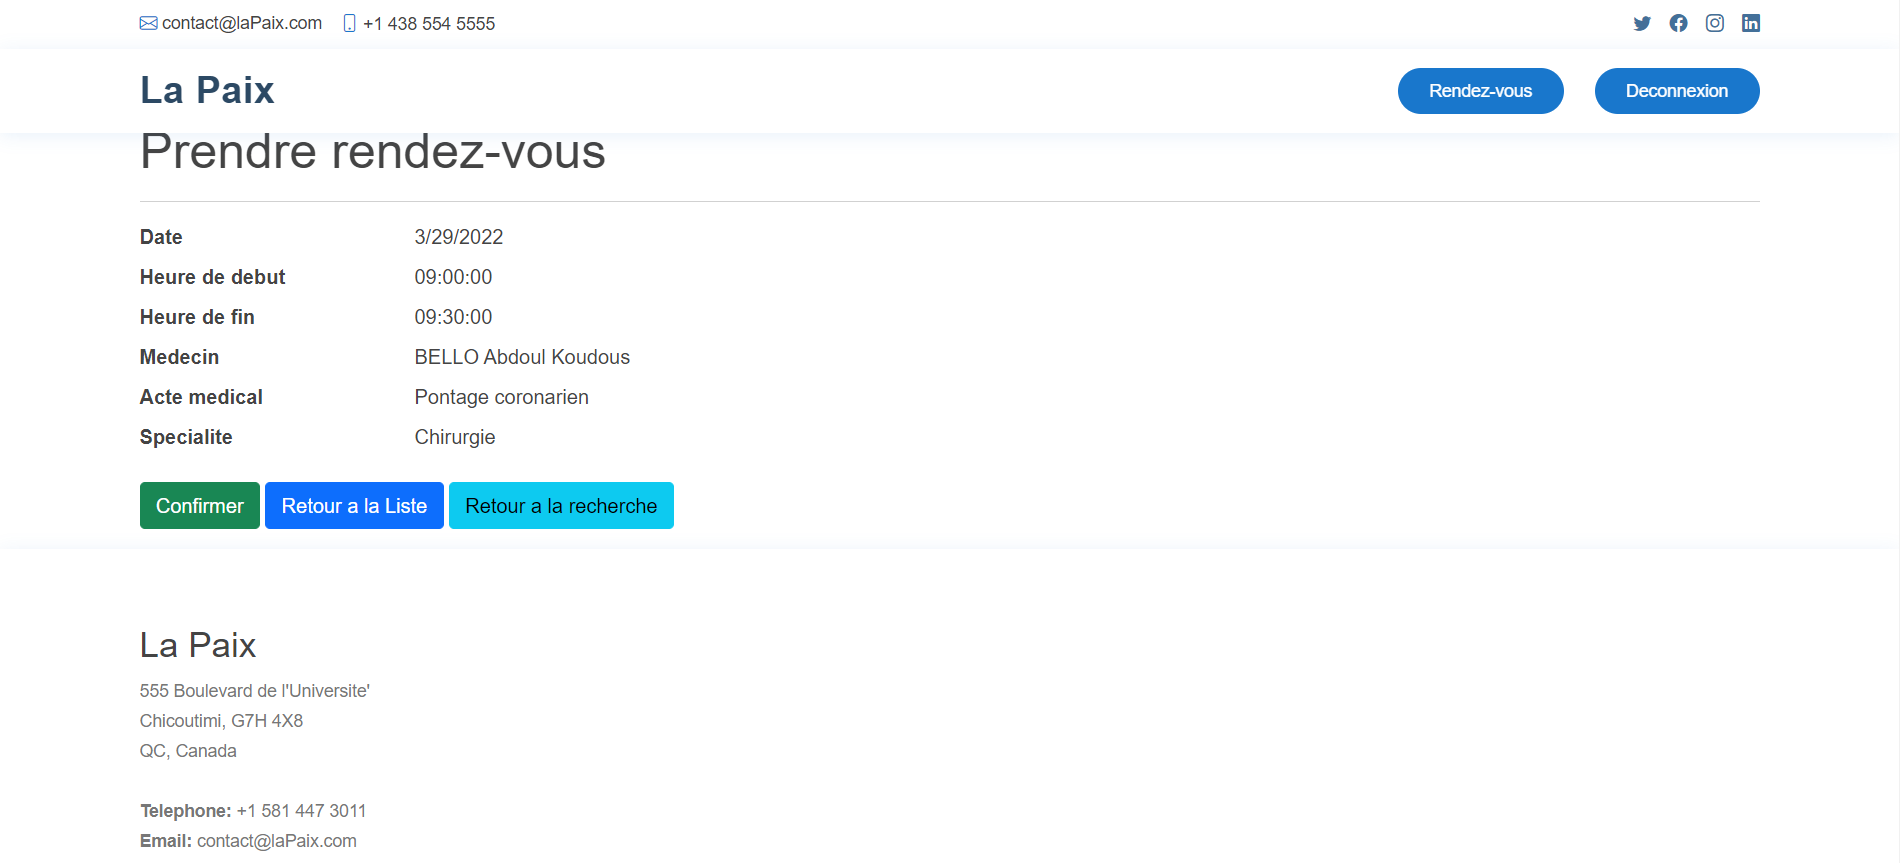 contact@laPaix.com +1 438 554 5555
La Paix Rendez-vous Deconnexion
Prendre rendez-vous
Date 3/29/2022
Heure de debut 09:00:00
Heure de fin 09:30:00
Medecin BELLO Abdoul Koudous
Acte medical Pontage coronarien
Specialite Chirurgie
Confirmer Retour a la Liste Retour a la recherche
La Paix
555 Boulevard de l'Universite'
Chicoutimi, G7H 4X8
QC, Canada
Telephone: +1 581 447 3011
Email: contact@laPaix.com